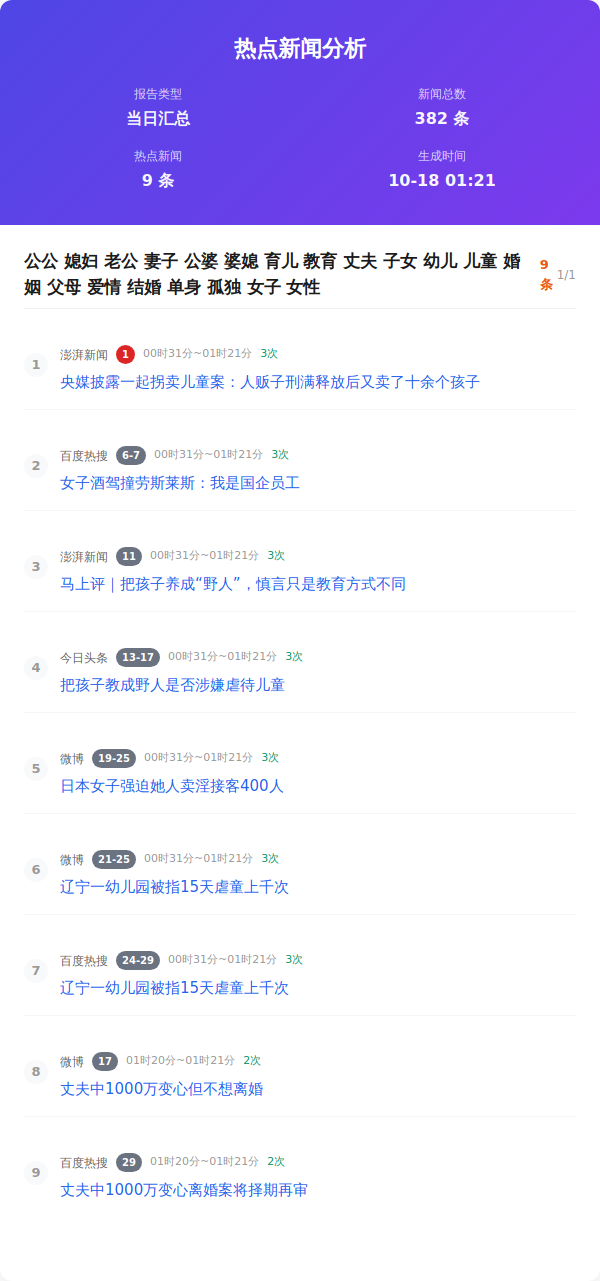 热点新闻分析
报告类型
当日汇总
新闻总数
382 条
热点新闻
9 条
生成时间
10-18 01:21
公公 媳妇 老公 妻子 公婆 婆媳 育儿 教育 丈夫 子女 幼儿 儿童 婚
姻 父母 爱情 结婚 单身 孤独 女子 女性
9
条
1/1
1
澎湃新闻 1 00时31分~01时21分 3次
央媒披露一起拐卖儿童案：人贩子刑满释放后又卖了十余个孩子
2
百度热搜 6-7 00时31分~01时21分 3次
女子酒驾撞劳斯莱斯：我是国企员工
3
澎湃新闻 11 00时31分~01时21分 3次
马上评｜把孩子养成“野人”，慎言只是教育方式不同
4
今日头条 13-17 00时31分~01时21分 3次
把孩子教成野人是否涉嫌虐待儿童
5
微博 19-25 00时31分~01时21分 3次
日本女子强迫她人卖淫接客400人
6
微博 21-25 00时31分~01时21分 3次
辽宁一幼儿园被指15天虐童上千次
7
百度热搜 24-29 00时31分~01时21分 3次
辽宁一幼儿园被指15天虐童上千次
8
微博 17 01时20分~01时21分 2次
丈夫中1000万变心但不想离婚
9
百度热搜 29 01时20分~01时21分 2次
丈夫中1000万变心离婚案将择期再审